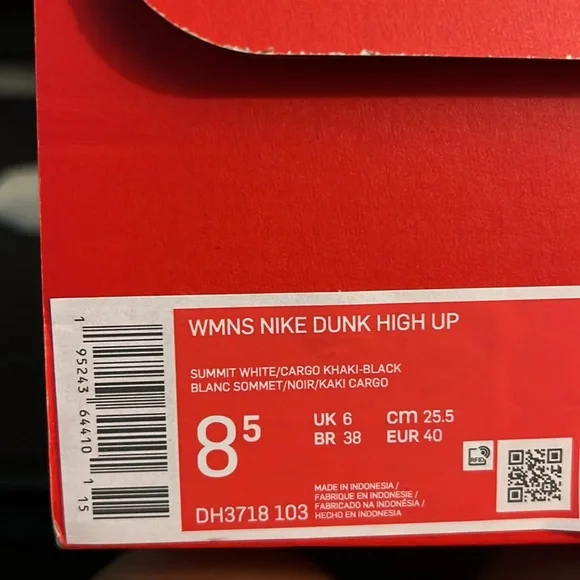 WMNS NIKE DUNK HIGH UP
SUMMIT WHITE/CARGO KHAKI-BLACK
BLANC SOMMET/NOIR/KAKI CARGO
8⁵
UK 6 cm 25.5
BR 38 EUR 40
RFID
MADE IN INDONESIA /
FABRIQUE EN INDONESIE /
FABRICADO NA INDONÉSIA /
HECHO EN INDONESIA
DH3718 103
1 95243 64410 1 15